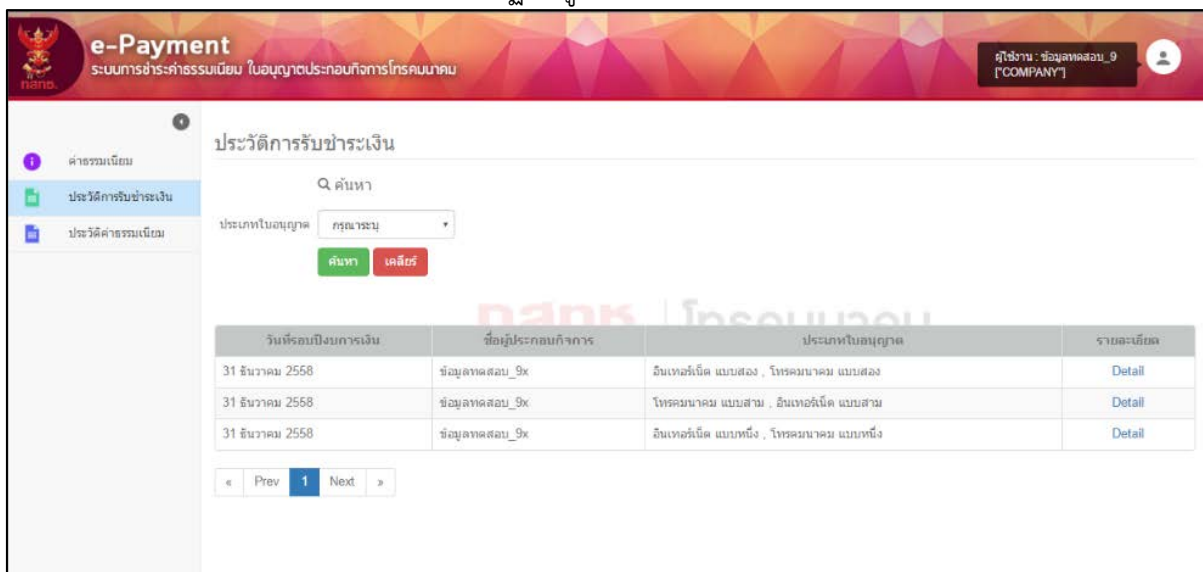 e-Payment
ระบบการชำระค่าธรรมเนียม ใบอนุญาตประกอบกิจการโทรคมนาคม
กสทช.
ผู้ใช้งาน : ข้อมูลทดสอบ_9
["COMPANY"]
ค่าธรรมเนียม
ประวัติการรับชำระเงิน
ประวัติค่าธรรมเนียม
ประวัติการรับชำระเงิน
ค้นหา
ประเภทใบอนุญาต กรุณาระบุ
ค้นหา เคลียร์
กสทช | โทรคมนาคม
วันที่รอบปีงบการเงิน ชื่อผู้ประกอบกิจการ ประเภทใบอนุญาต รายละเอียด
31 ธันวาคม 2558 ข้อมูลทดสอบ_9x อินเทอร์เน็ต แบบสอง , โทรคมนาคม แบบสอง Detail
31 ธันวาคม 2558 ข้อมูลทดสอบ_9x โทรคมนาคม แบบสาม , อินเทอร์เน็ต แบบสาม Detail
31 ธันวาคม 2558 ข้อมูลทดสอบ_9x อินเทอร์เน็ต แบบหนึ่ง , โทรคมนาคม แบบหนึ่ง Detail
« Prev 1 Next »